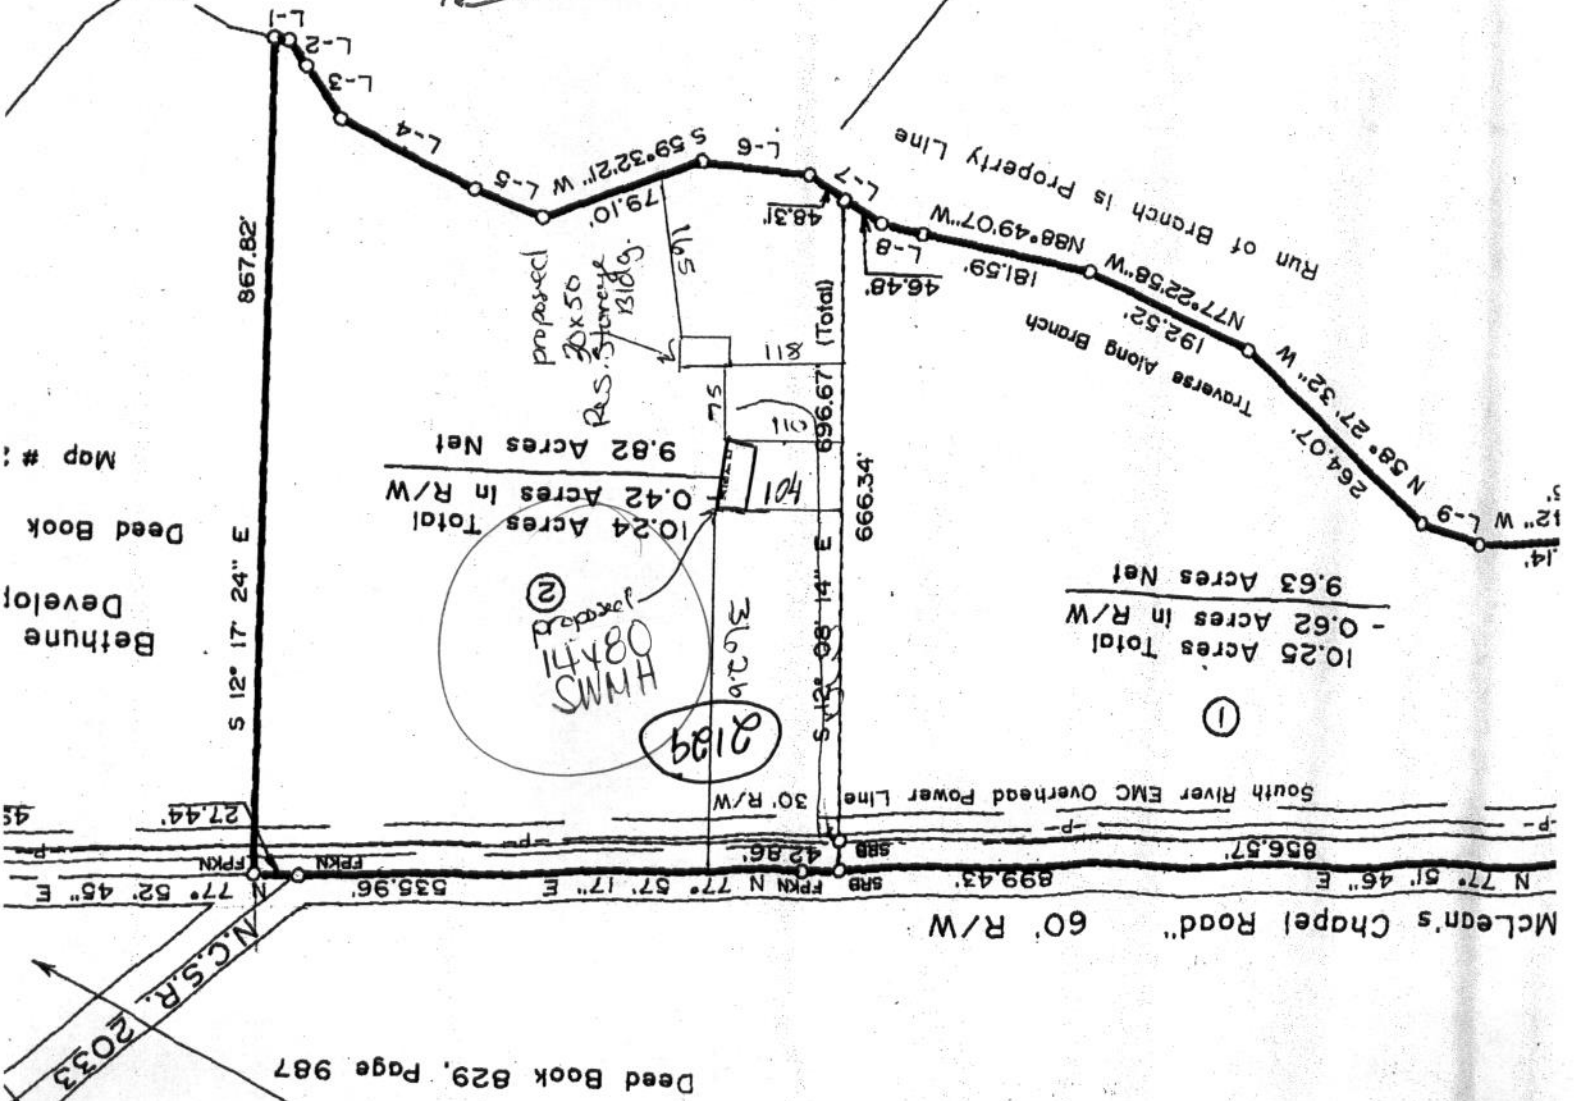 L-1
L-2
L-3
L-4
L-5
S 59°32'21" W
79.10'
L-6
L-7
48.31'
L-8
46.48'
N88°49'07"W
181.59'
N77°22'58"W
192.52'
N 58° 27' 32" W
264.07'
L-9
Run of Branch is Property Line
Traverse Along Branch
867.82'
S 12° 17' 24" E
proposed
30x50
Res. Storage
Bldg.
165
118
75
110
104
696.67' (Total)
666.34'
S 12° 08' 14" E
10.24 Acres Total
0.42 Acres in R/W
9.82 Acres Net
2
proposed
14x80
SWMH
362.6
2129
1
10.25 Acres Total
- 0.62 Acres in R/W
9.63 Acres Net
Map #
Deed Book
Bethune
Develop
South River EMC Overhead Power Line 30' R/W
27.44'
-P-
-P-
-P-
-P-
FPKN
FPKN
FPKN
SRB
SRB
42.86'
856.57'
N 77° 52' 45" E
535.96'
N 77° 57' 17" E
899.43'
N 77° 51' 46" E
McLean's Chapel Road" 60' R/W
N.C.S.R. 2033
Deed Book 829, Page 987